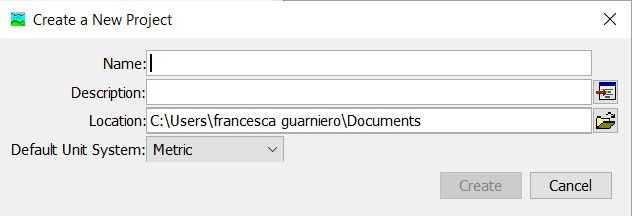 Create a New Project
Name:
Description:
Location: C:\Users\francesca guarniero\Documents
Default Unit System: Metric
Create Cancel